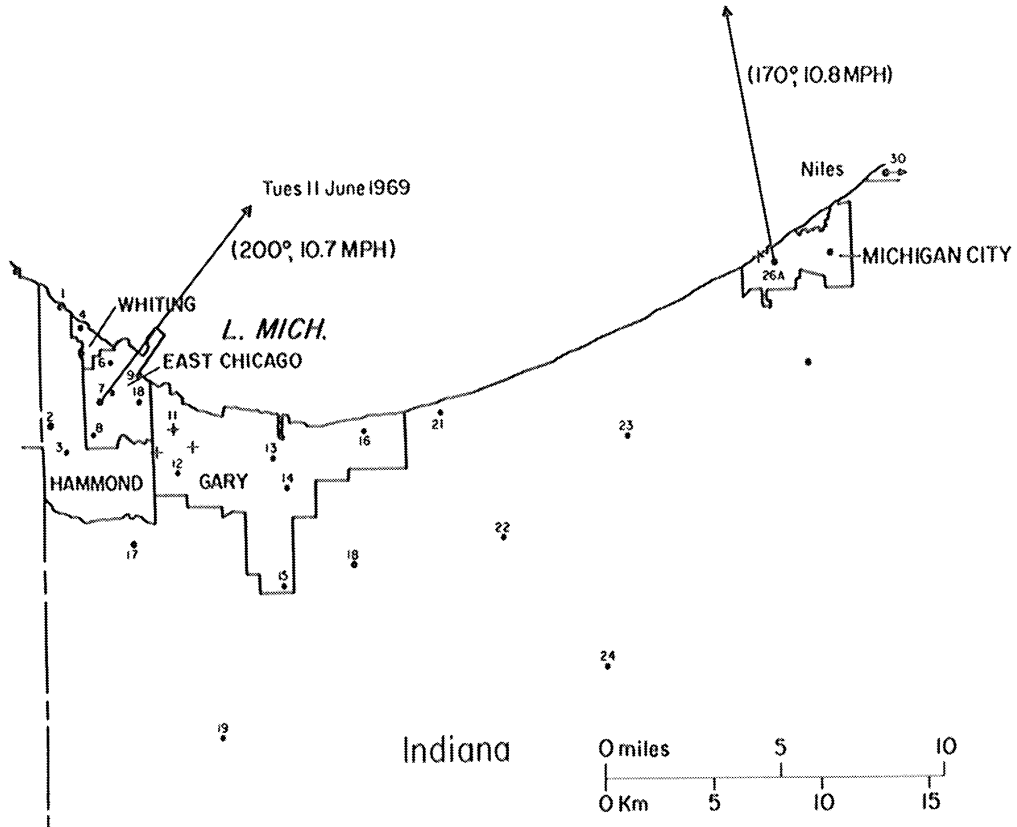 (170°, 10.8 MPH)
30
Niles
Tues 11 June 1969
(200°, 10.7 MPH)
MICHIGAN CITY
26A
1
WHITING
4
L. MICH.
6
EAST CHICAGO
9
7
18
2
11
21
8
16
23
3
13
12
HAMMOND
GARY
14
22
17
18
15
24
19
Indiana
0 miles 5 10
0 Km 5 10 15